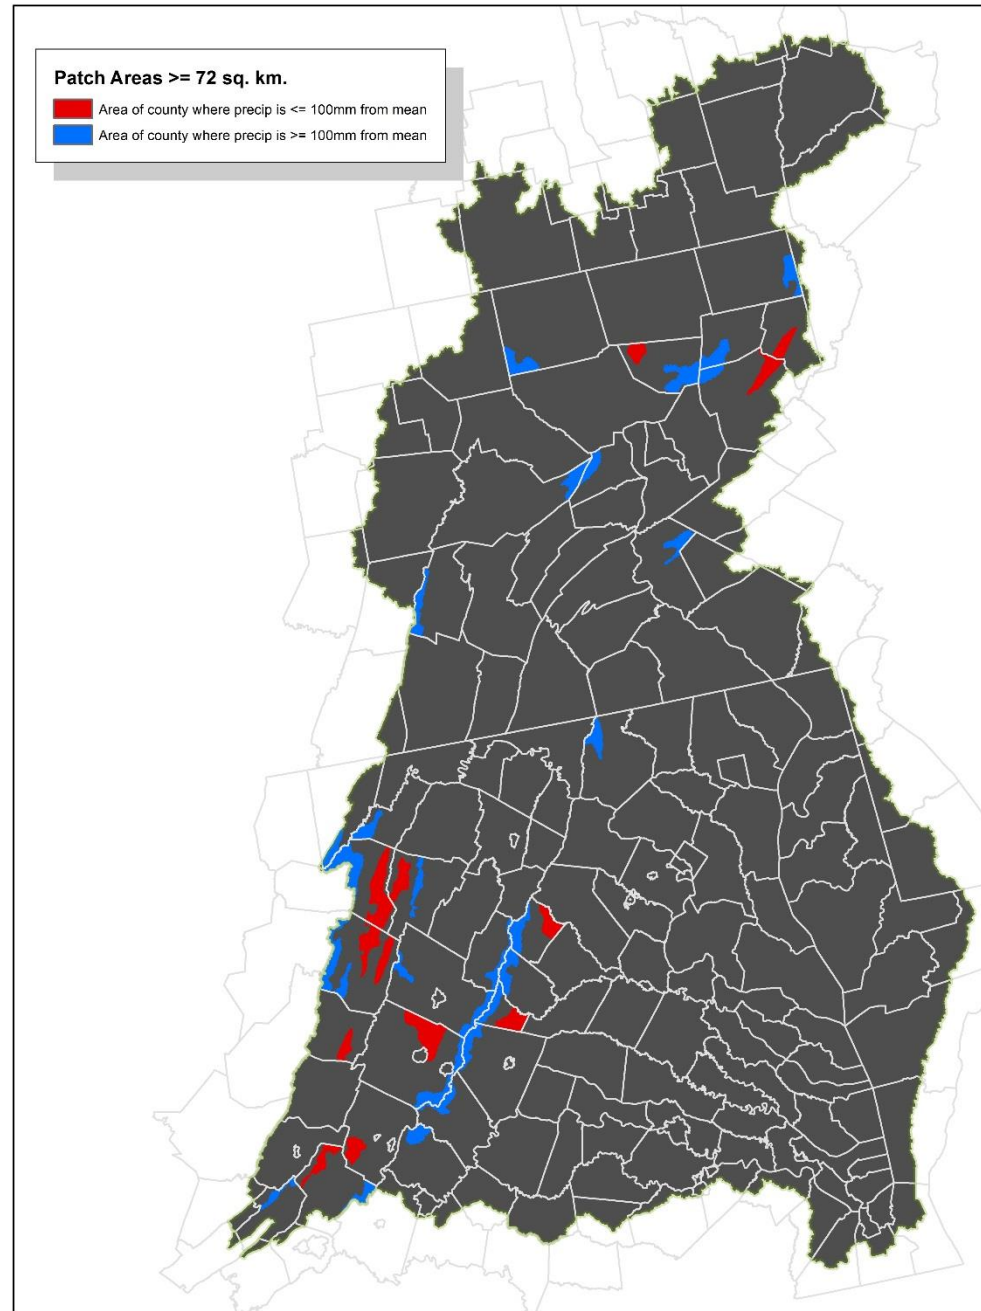 Patch Areas >= 72 sq. km.
Area of county where precip is <= 100mm from mean
Area of county where precip is >= 100mm from mean